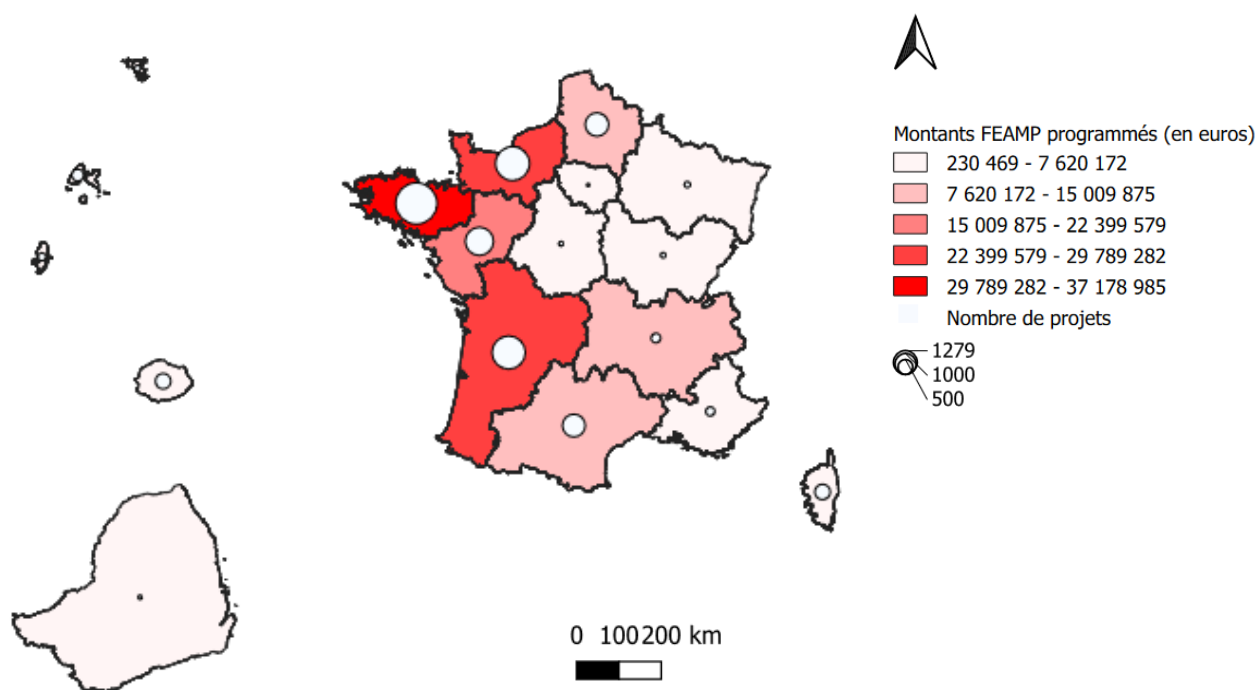 Montants FEAMP programmés (en euros)
230 469 - 7 620 172
7 620 172 - 15 009 875
15 009 875 - 22 399 579
22 399 579 - 29 789 282
29 789 282 - 37 178 985
Nombre de projets
1279
1000
500
0 100200 km